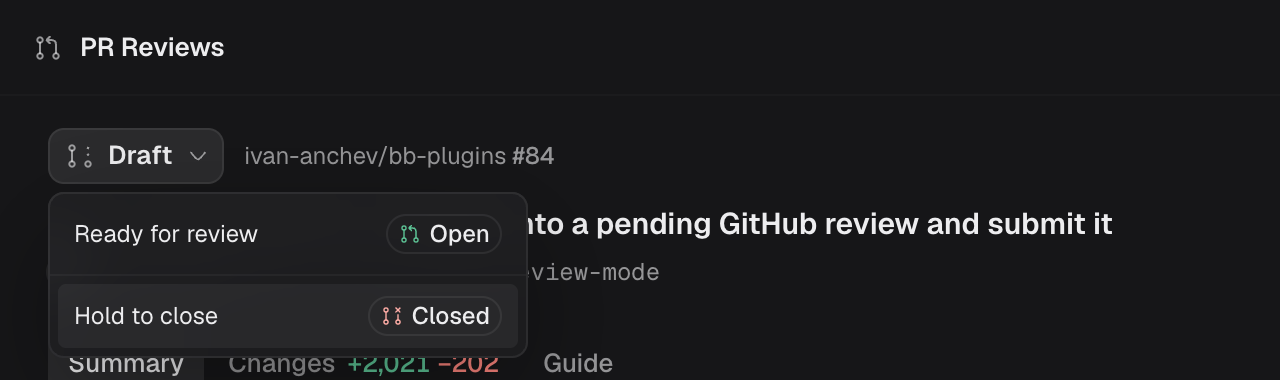 PR Reviews
Draft ivan-anchev/bb-plugins #84
Ready for review Open
nto a pending GitHub review and submit it
view-mode
Hold to close Closed
Summary Changes +2,021 −202 Guide